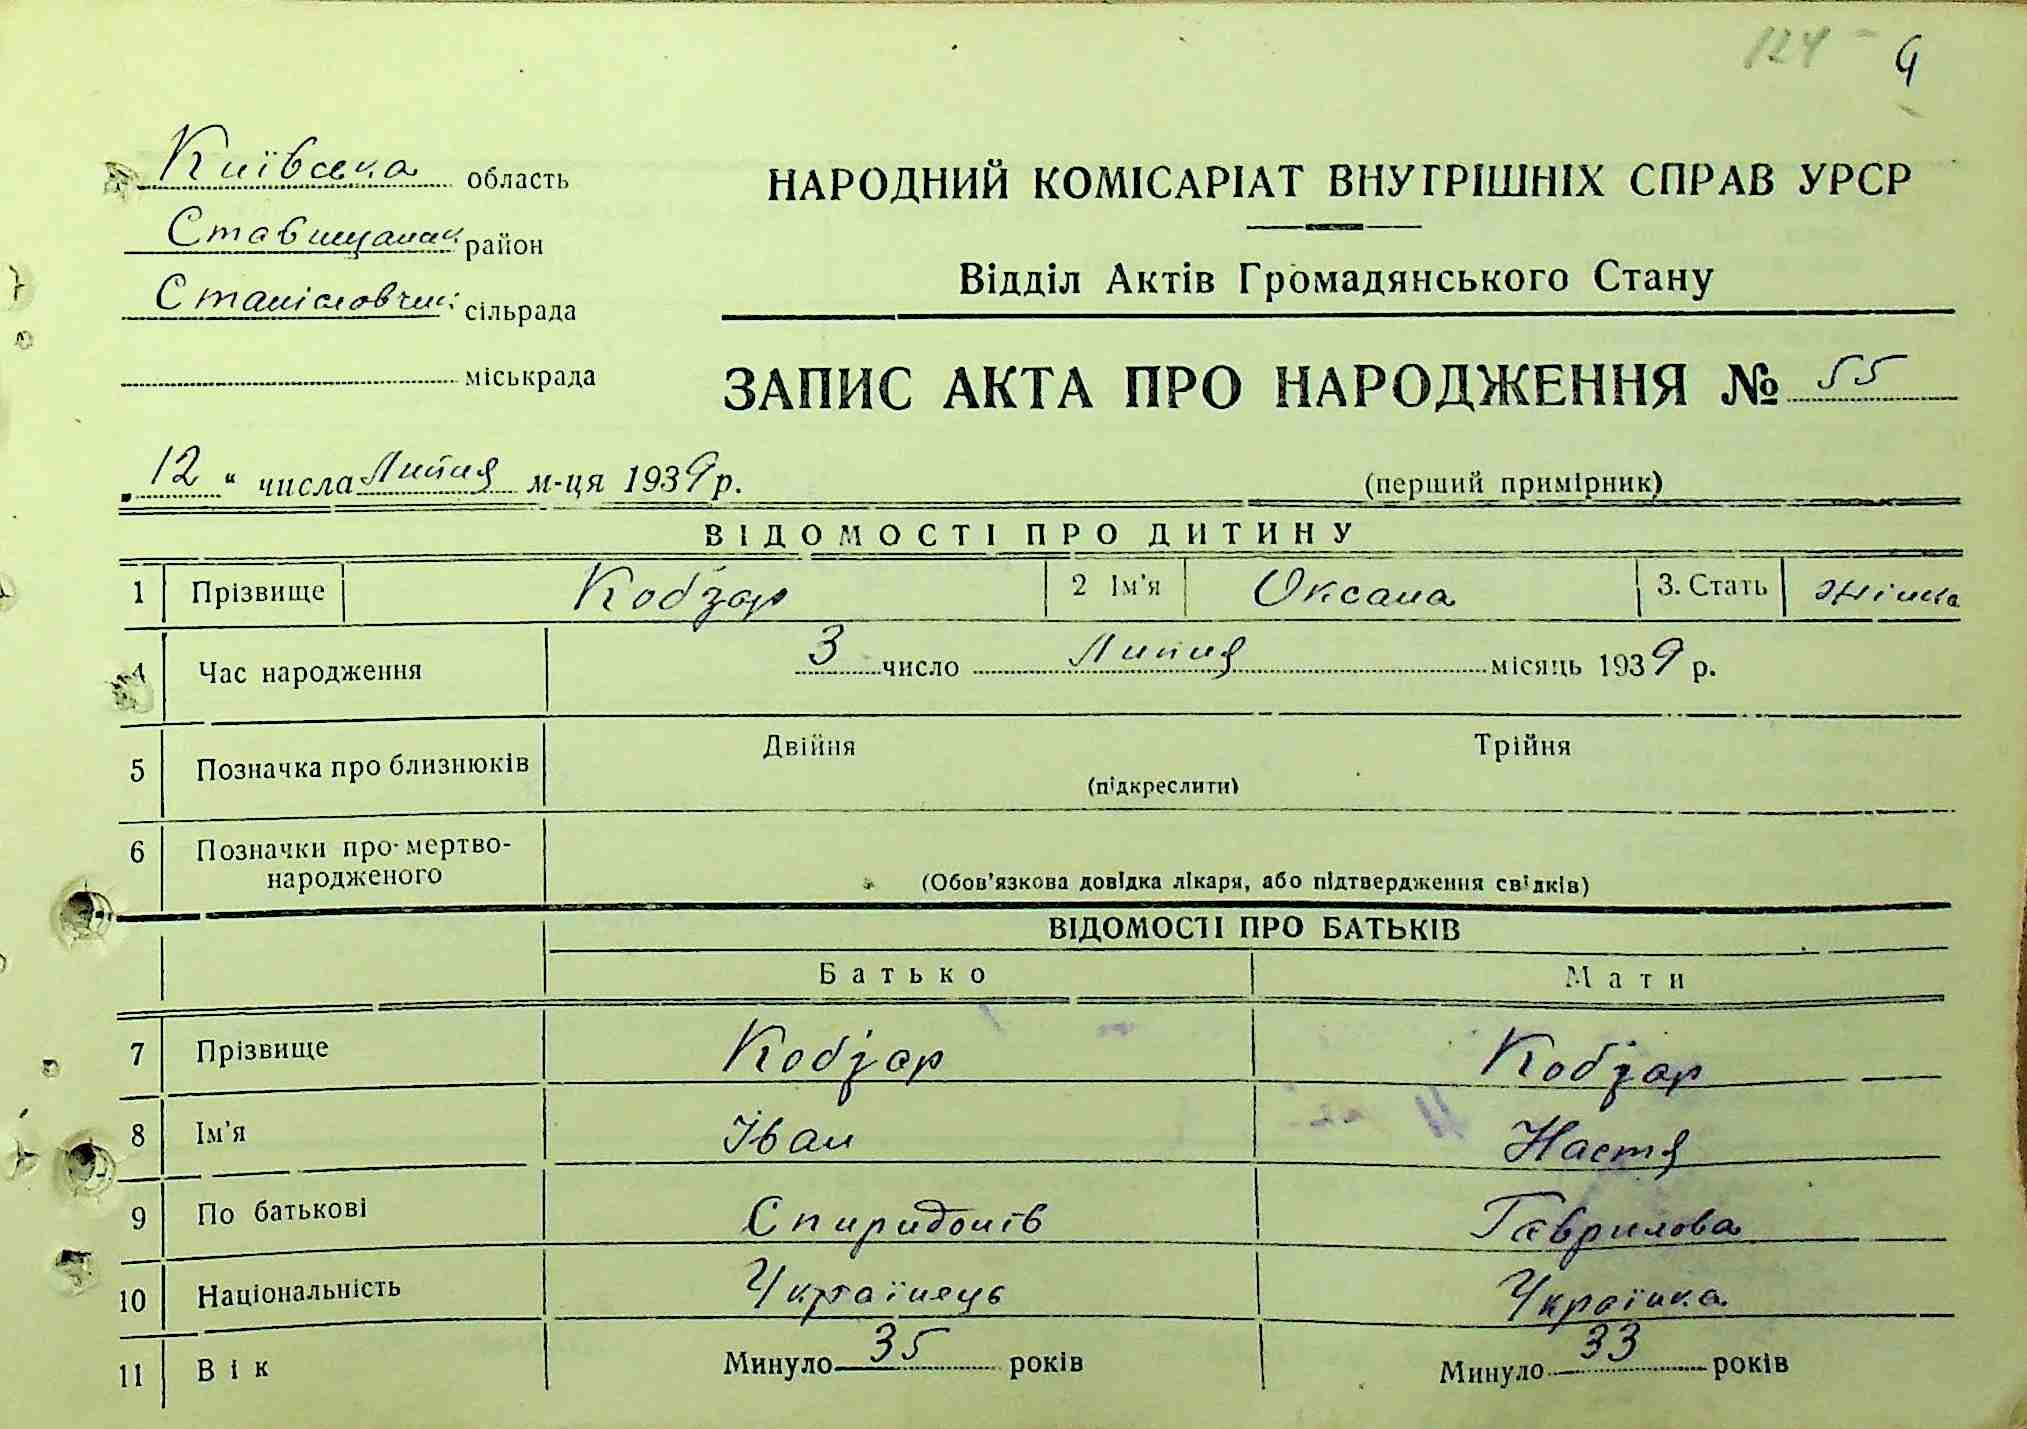 124 9
Київська область
Ставищанськ район
Станіславчик сільрада
міськрада
НАРОДНИЙ КОМІСАРІАТ ВНУТРІШНІХ СПРАВ УРСР
Відділ Актів Громадянського Стану
ЗАПИС АКТА ПРО НАРОДЖЕННЯ № 55
„12“ числа Липня м-ця 1939 р.
(перший примірник)
ВІДОМОСТІ ПРО ДИТИНУ
1 Прізвище Кобзар 2 Ім'я Оксана 3. Стать жінка
4 Час народження 3 число Липня місяць 1939 р.
5 Позначка про близнюків Двійня Трійня
(підкреслити)
6 Позначки про мертво-
народженого
(Обов'язкова довідка лікаря, або підтвердження свідків)
ВІДОМОСТІ ПРО БАТЬКІВ
Батько Мати
7 Прізвище Кобзар Кобзар
8 Ім'я Іван Настя
9 По батькові Спиридонів Гаврилова
10 Національність Українець Українка
11 Вік Минуло 35 років Минуло 33 років